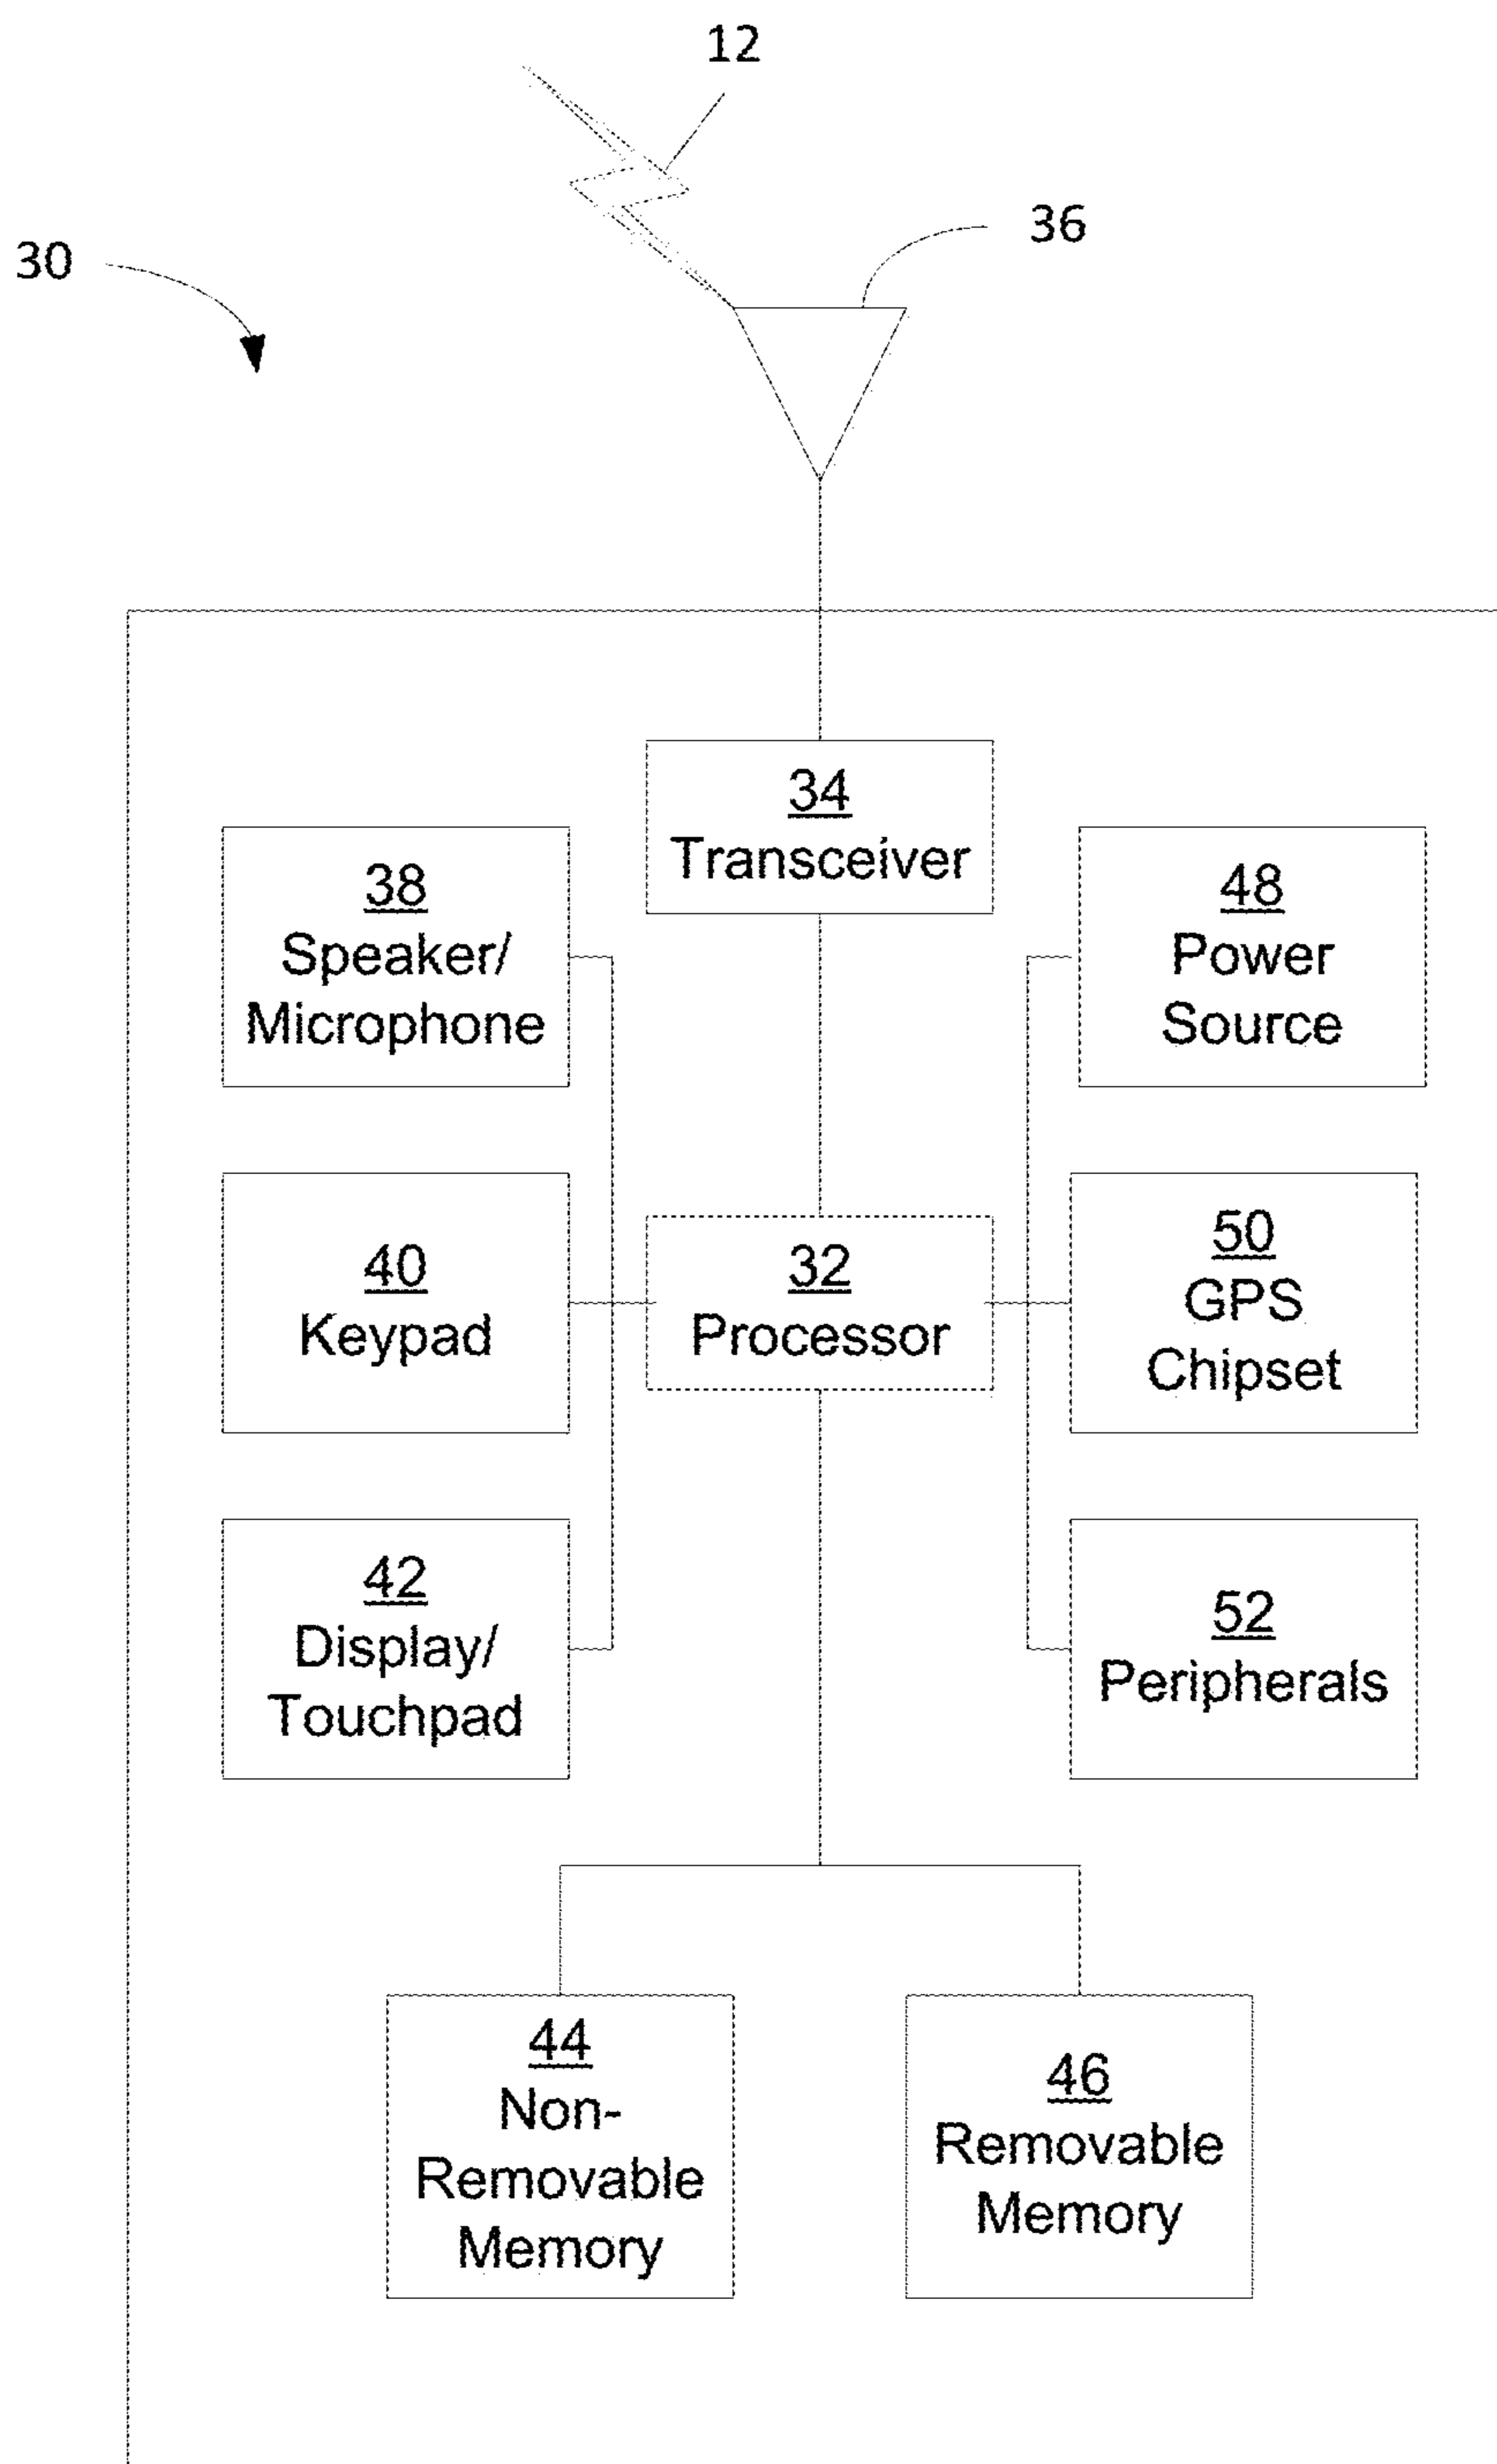 12
36
30
34
Transceiver
38
Speaker/
Microphone
48
Power
Source
40
Keypad
32
Processor
50
GPS
Chipset
42
Display/
Touchpad
52
Peripherals
44
Non-
Removable
Memory
46
Removable
Memory